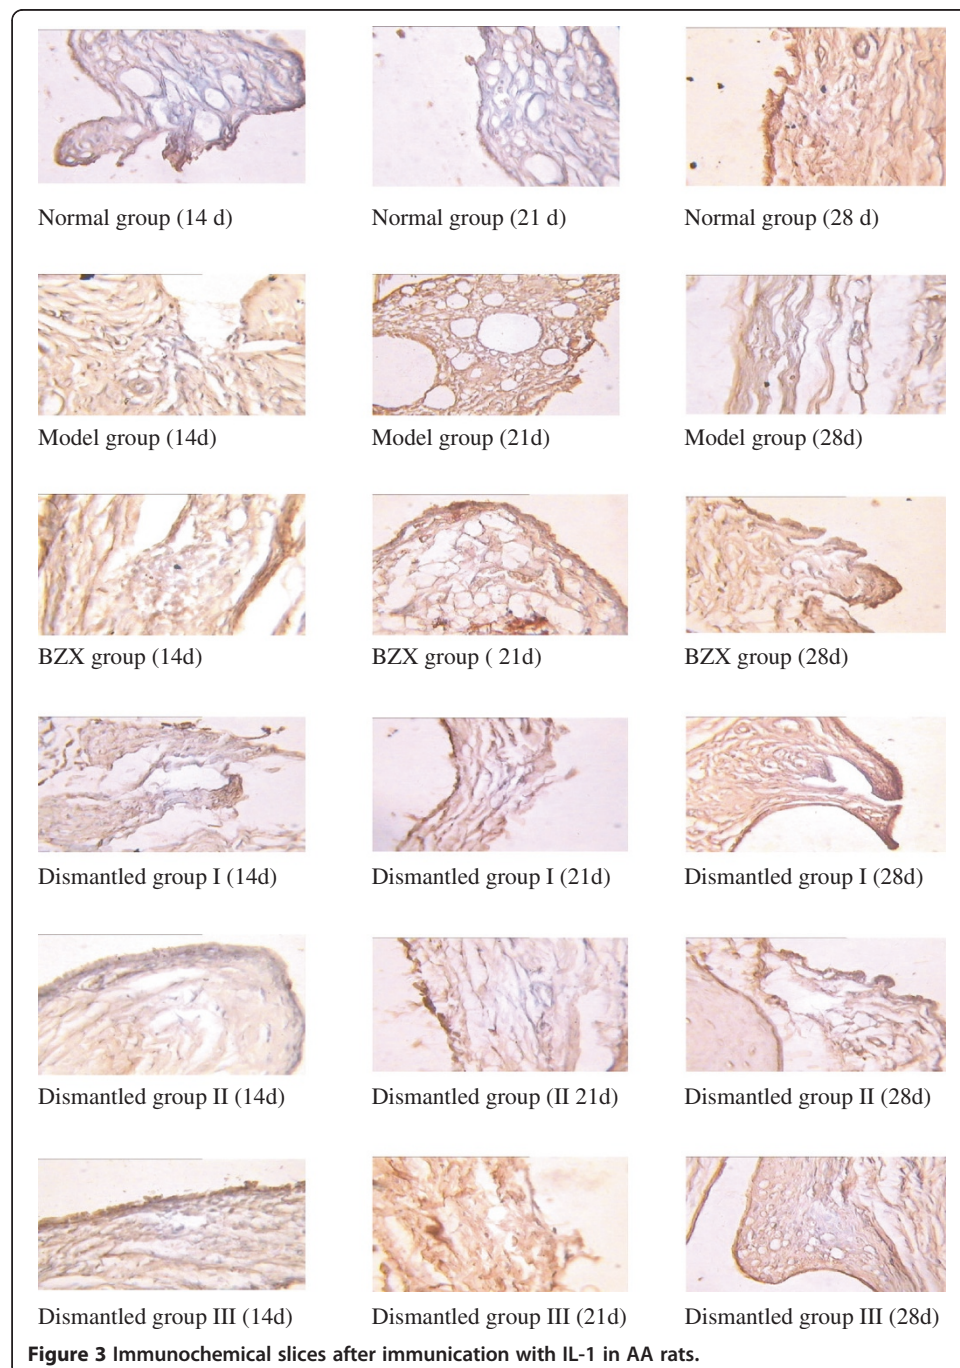 Normal group (14 d)
Normal group (21 d)
Normal group (28 d)
Model group (14d)
Model group (21d)
Model group (28d)
BZX group (14d)
BZX group ( 21d)
BZX group (28d)
Dismantled group I (14d)
Dismantled group I (21d)
Dismantled group I (28d)
Dismantled group II (14d)
Dismantled group (II 21d)
Dismantled group II (28d)
Dismantled group III (14d)
Dismantled group III (21d)
Dismantled group III (28d)
Figure 3 Immunochemical slices after immunication with IL-1 in AA rats.